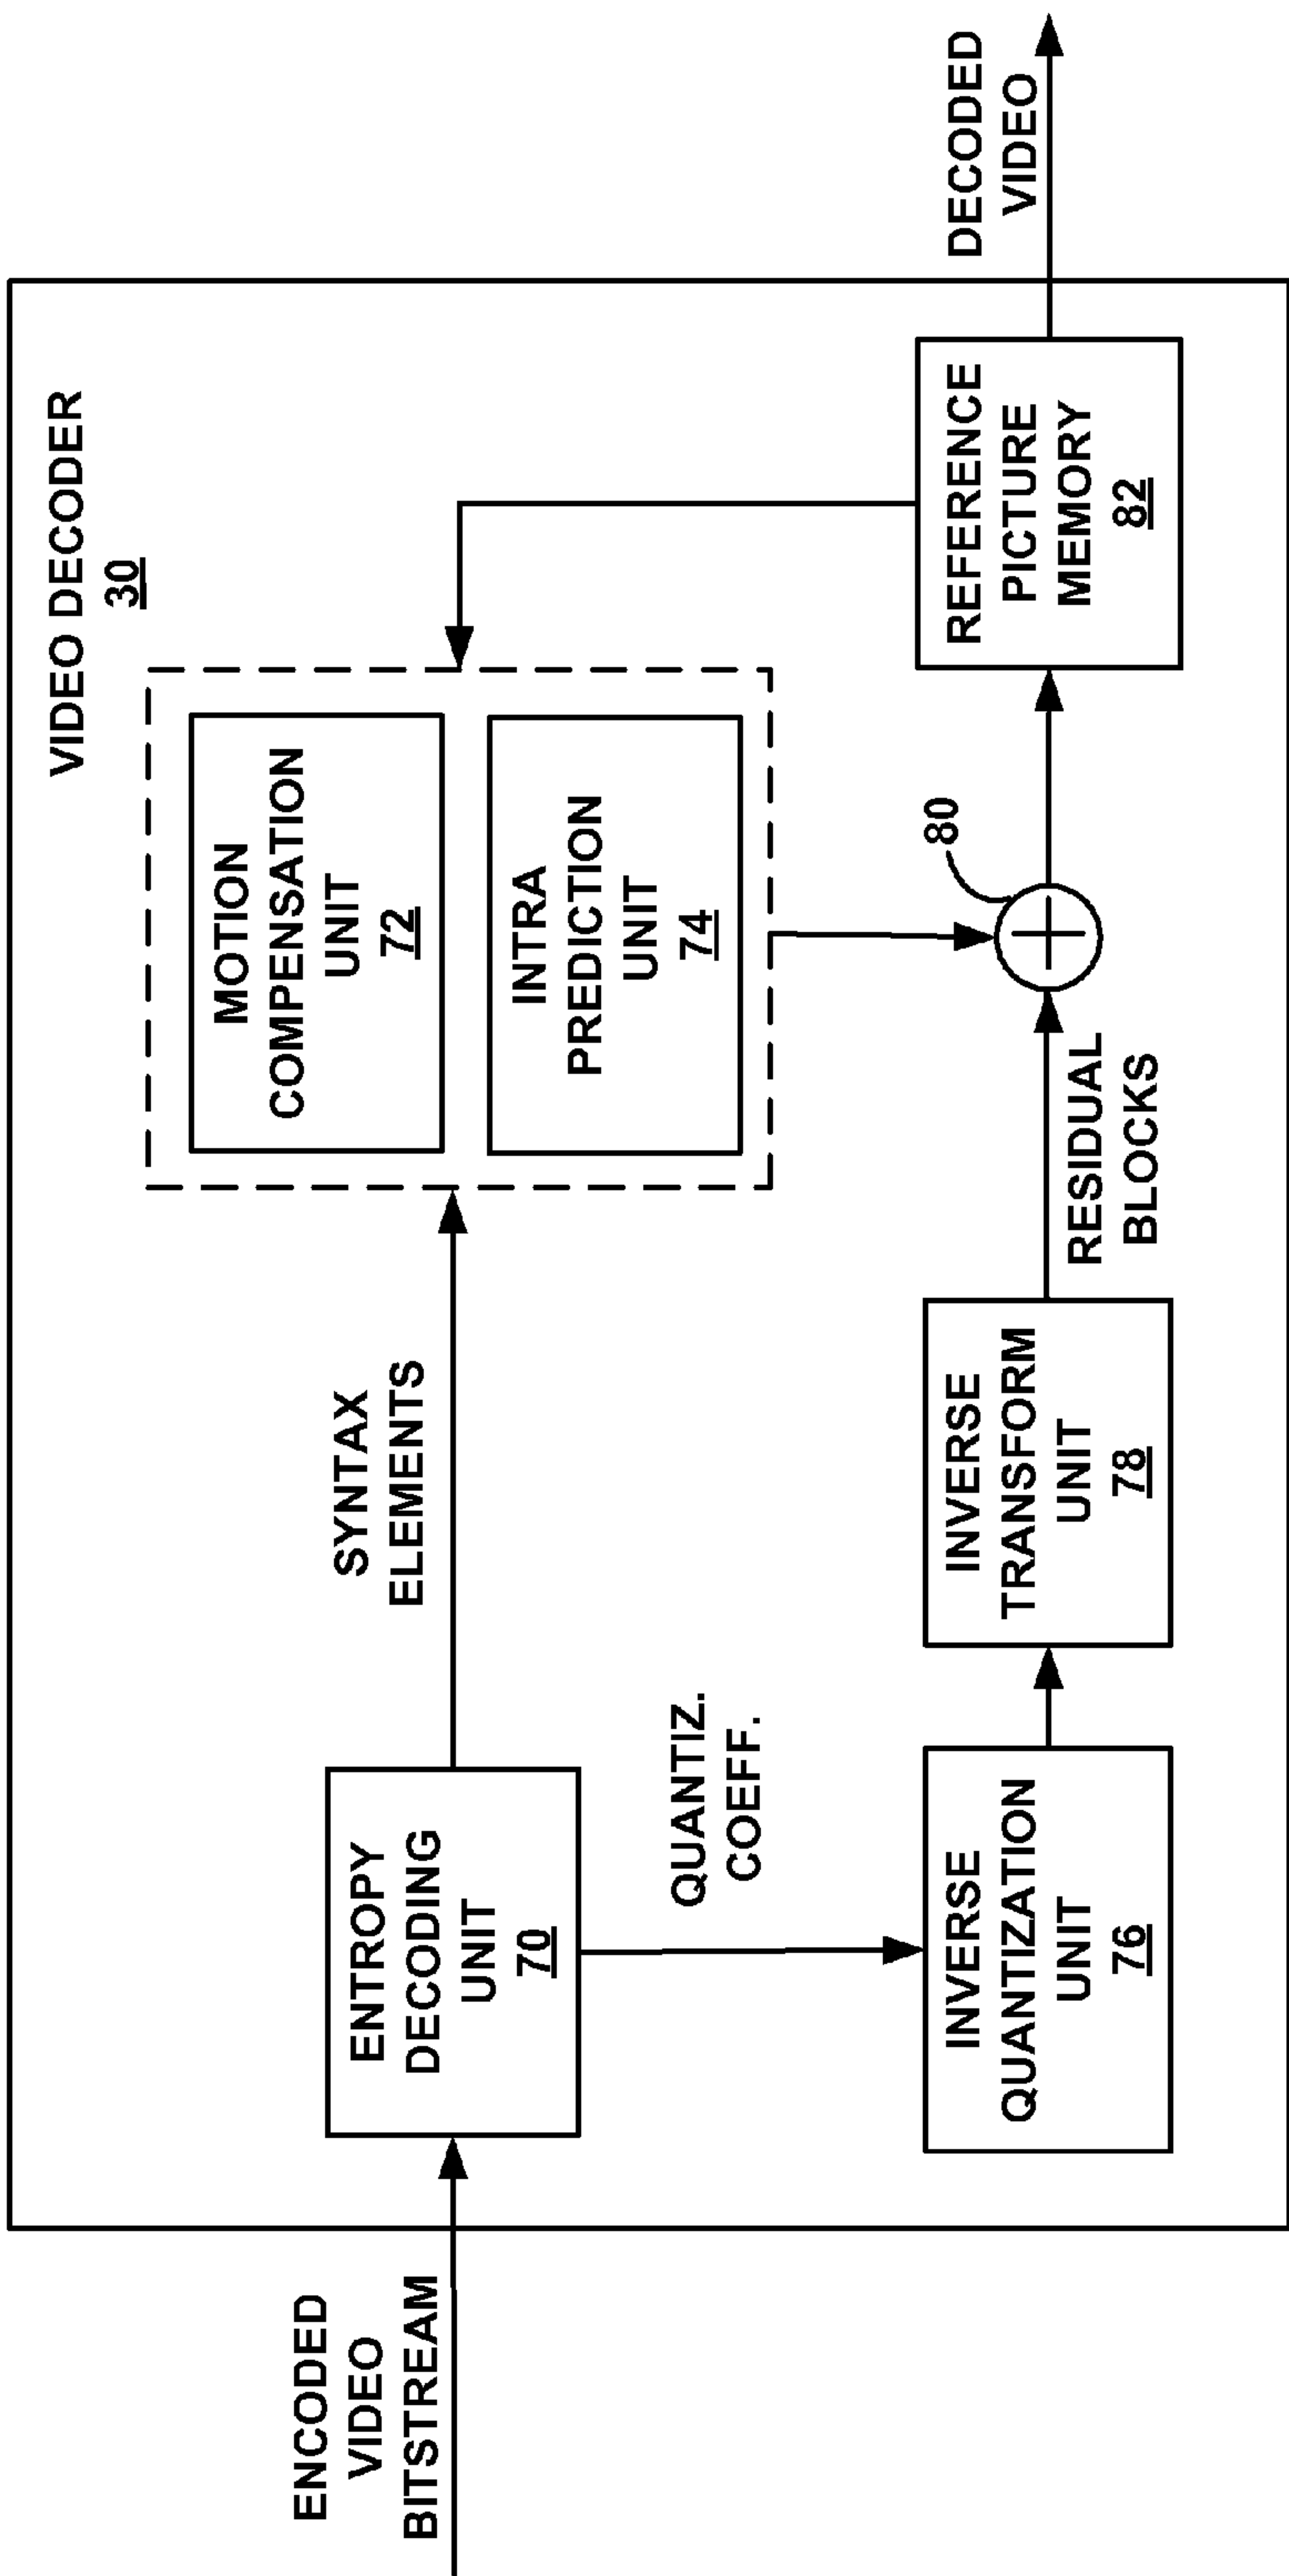 VIDEO DECODER
30
ENCODED
VIDEO
BITSTREAM
ENTROPY
DECODING
UNIT
70
SYNTAX
ELEMENTS
MOTION
COMPENSATION
UNIT
72
INTRA
PREDICTION
UNIT
74
QUANTIZ.
COEFF.
INVERSE
QUANTIZATION
UNIT
76
INVERSE
TRANSFORM
UNIT
78
RESIDUAL
BLOCKS
80
REFERENCE
PICTURE
MEMORY
82
DECODED
VIDEO